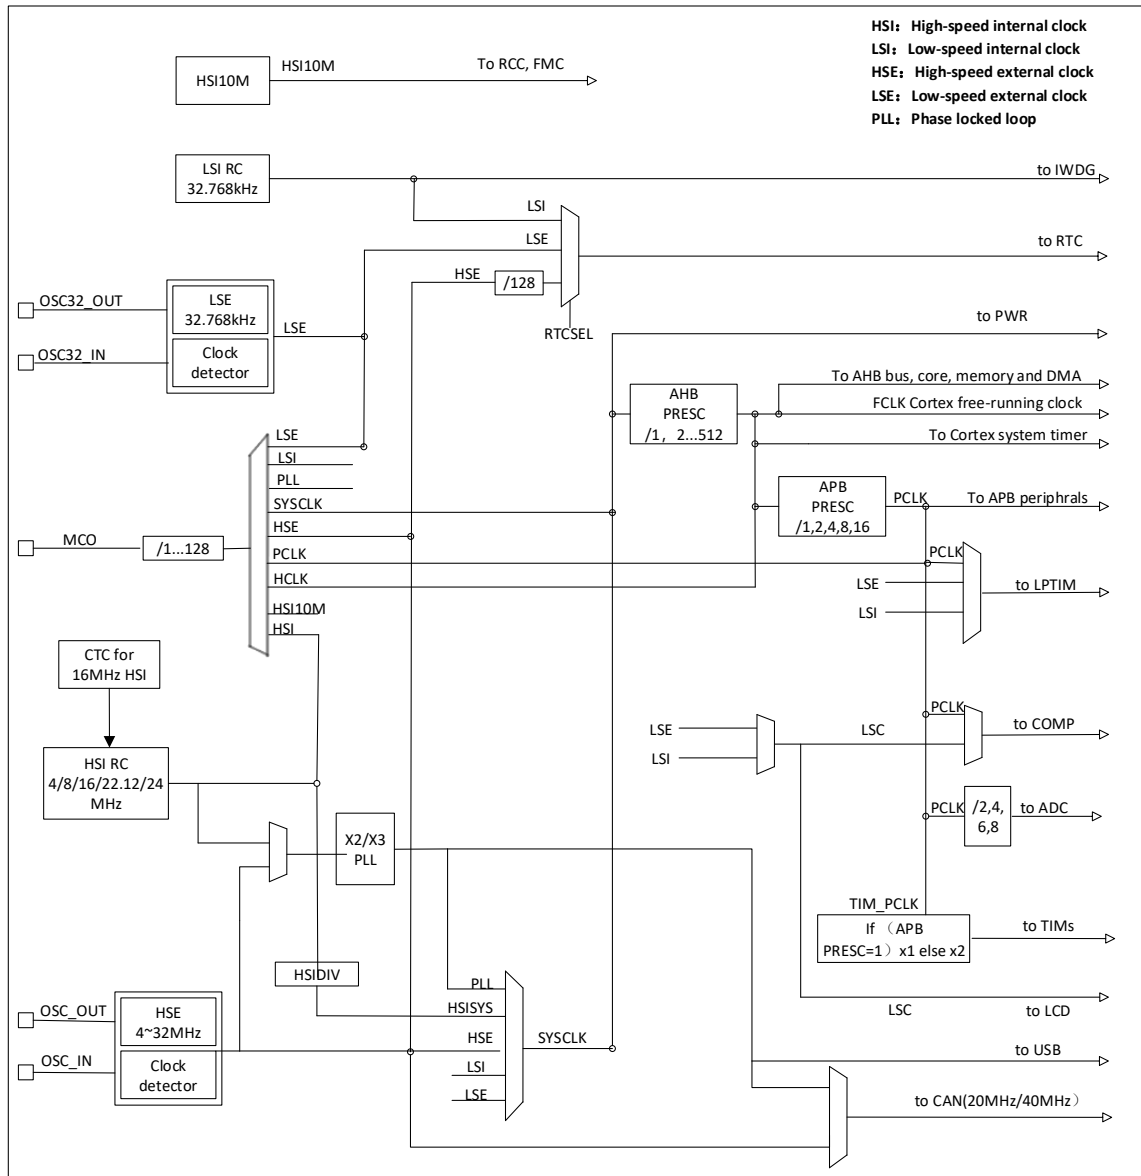 HSI：High-speed internal clock
LSI：Low-speed internal clock
HSE：High-speed external clock
LSE：Low-speed external clock
PLL：Phase locked loop
HSI10M
HSI10M
To RCC, FMC
LSI RC
32.768kHz
to IWDG
LSI
LSE
HSE
/128
to RTC
RTCSEL
OSC32_OUT
LSE
32.768kHz
LSE
OSC32_IN
Clock
detector
to PWR
To AHB bus, core, memory and DMA
AHB
PRESC
/1，2...512
FCLK Cortex free-running clock
To Cortex system timer
APB
PRESC
/1,2,4,8,16
PCLK
To APB periphrals
LSE
LSI
PLL
SYSCLK
HSE
PCLK
HCLK
HSI10M
HSI
MCO
/1...128
PCLK
LSE
LSI
to LPTIM
CTC for
16MHz HSI
HSI RC
4/8/16/22.12/24
MHz
LSE
LSI
LSC
PCLK
to COMP
PCLK
/2,4,
6,8
to ADC
X2/X3
PLL
TIM_PCLK
If （APB
PRESC=1）x1 else x2
to TIMs
HSIDIV
PLL
HSISYS
HSE
LSI
LSE
SYSCLK
LSC
to LCD
OSC_OUT
HSE
4~32MHz
OSC_IN
Clock
detector
to USB
to CAN(20MHz/40MHz）